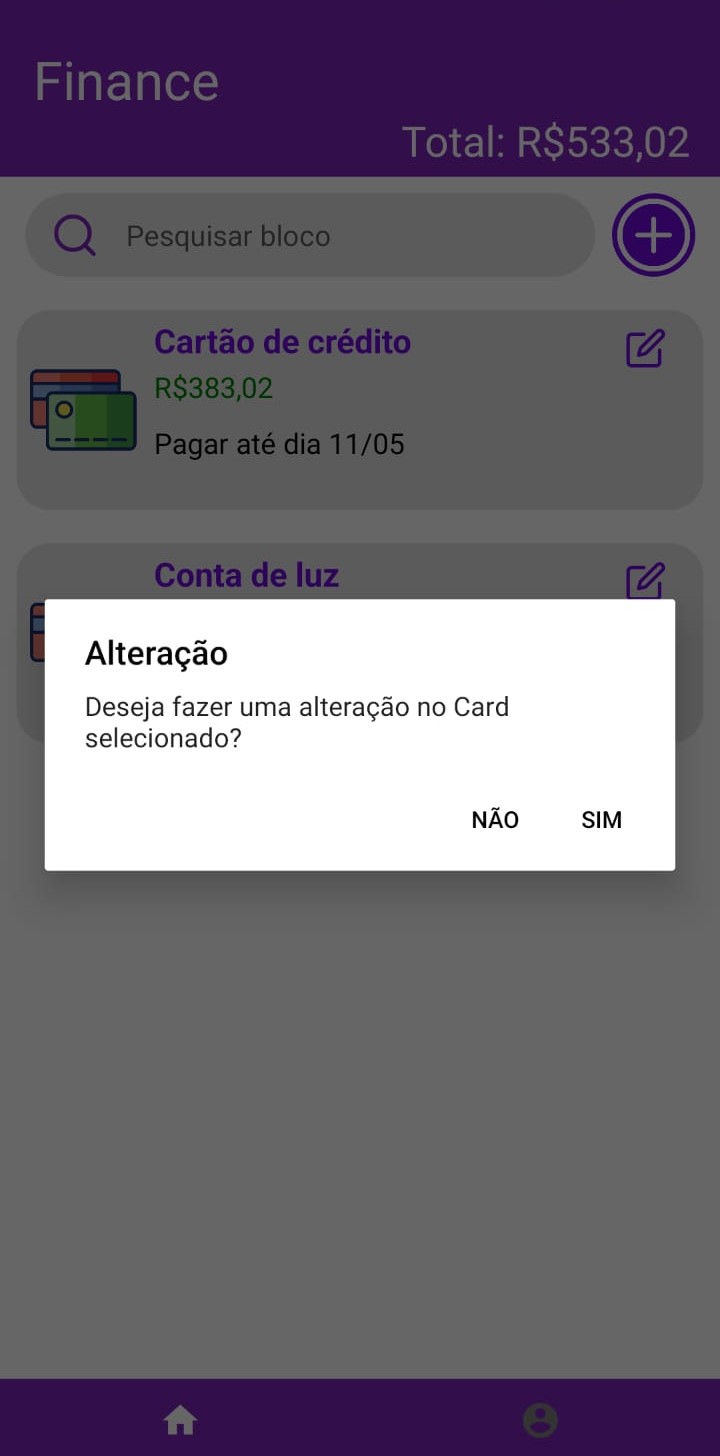 Finance
Total: R$533,02
Pesquisar bloco
Cartão de crédito
R$383,02
Pagar até dia 11/05
Conta de luz
Alteração
Deseja fazer uma alteração no Card
selecionado?
NÃO SIM